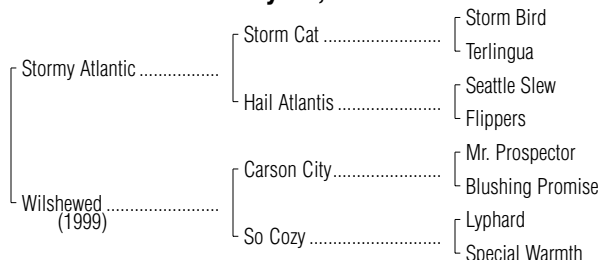 Storm Bird
Storm Cat ........................
Terlingua
Stormy Atlantic ................
Seattle Slew
Hail Atlantis .....................
Flippers
Mr. Prospector
Carson City......................
Blushing Promise
Wilshewed ......................
(1999)
Lyphard
So Cozy ..........................
Special Warmth